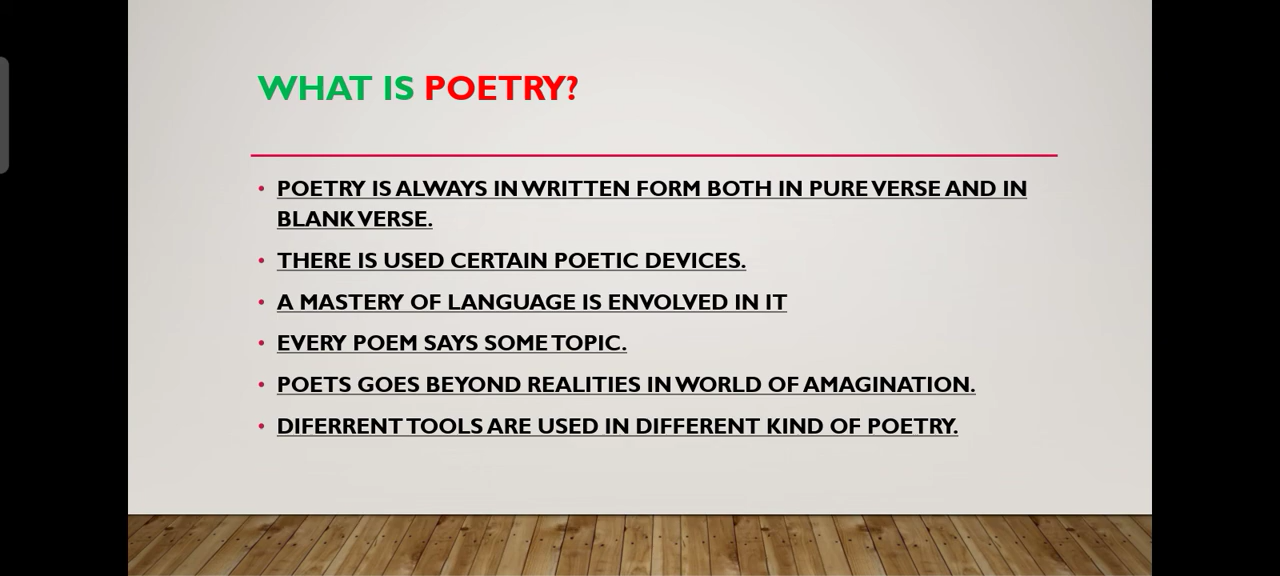 WHAT IS POETRY?
• POETRY IS ALWAYS IN WRITTEN FORM BOTH IN PURE VERSE AND IN
BLANK VERSE.
• THERE IS USED CERTAIN POETIC DEVICES.
• A MASTERY OF LANGUAGE IS ENVOLVED IN IT
• EVERY POEM SAYS SOME TOPIC.
• POETS GOES BEYOND REALITIES IN WORLD OF AMAGINATION.
• DIFERRENT TOOLS ARE USED IN DIFFERENT KIND OF POETRY.